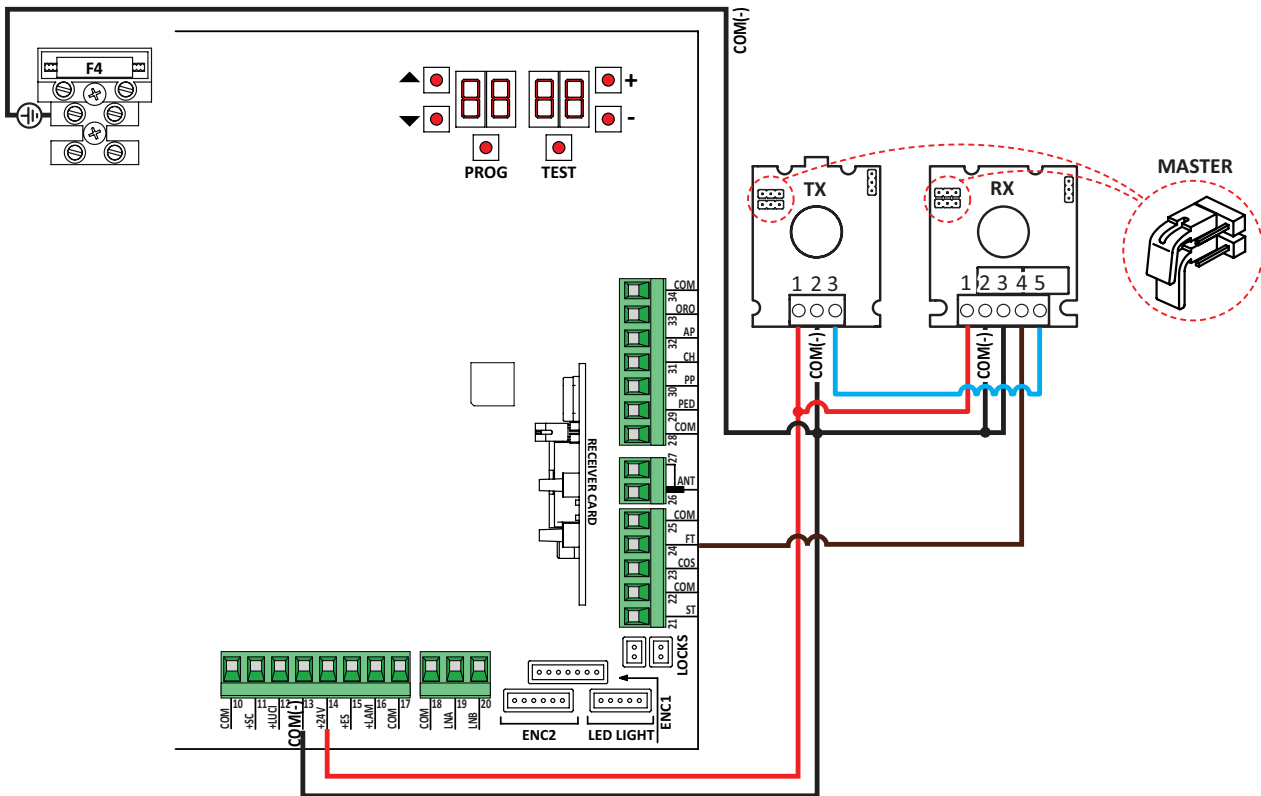 COM(-)
F4
+
-
PROG TEST
TX
RX
MASTER
1 2 3
1 2 3 4 5
COM(-)
COM(-)
COM
34
ORO
33
AP
32
CH
31
PP
30
PED
29
COM
28
27
ANT
26
COM
25
FT
24
COS
23
COM
22
ST
21
RECEIVER CARD
LOCKS
ENC1
10 11 12 13 14 15 16 17 18 19 20
COM +SC +LUCI COM(-) +24V +ES +LAM COM COM LNA LNB
ENC2
LED LIGHT